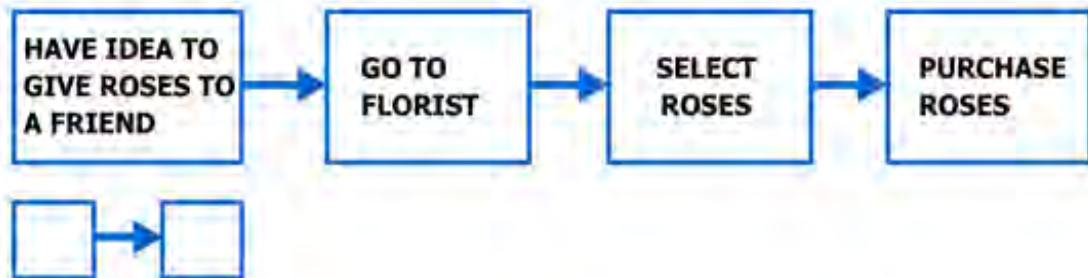 HAVE IDEA TO
GIVE ROSES TO
A FRIEND
GO TO
FLORIST
SELECT
ROSES
PURCHASE
ROSES